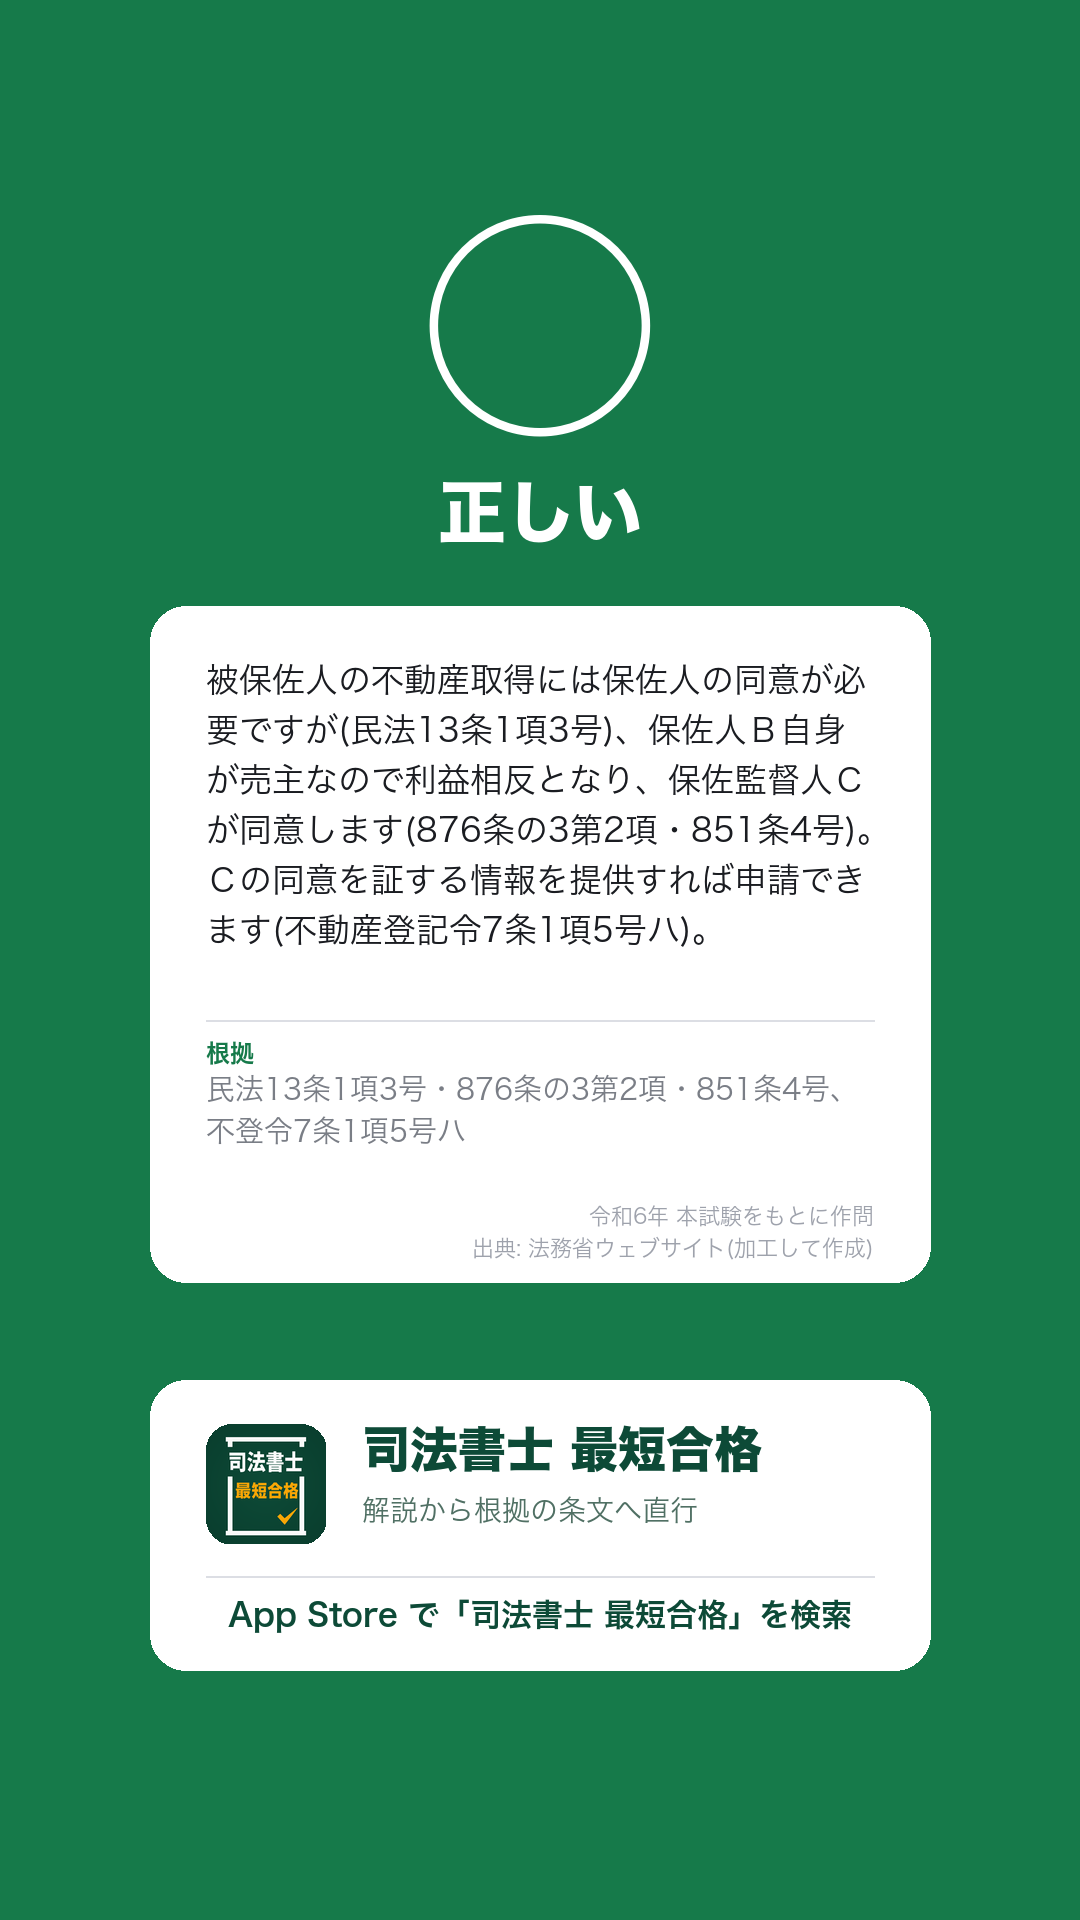 正しい
被保佐人の不動産取得には保佐人の同意が必
要ですが(民法13条1項3号)、保佐人Ｂ自身
が売主なので利益相反となり、保佐監督人Ｃ
が同意します(876条の3第2項・851条4号)。
Ｃの同意を証する情報を提供すれば申請でき
ます(不動産登記令7条1項5号ハ)。
根拠
民法13条1項3号・876条の3第2項・851条4号、
不登令7条1項5号ハ
令和6年 本試験をもとに作問
出典: 法務省ウェブサイト(加工して作成)
司法書士
最短合格
司法書士 最短合格
解説から根拠の条文へ直行
App Store で「司法書士 最短合格」を検索